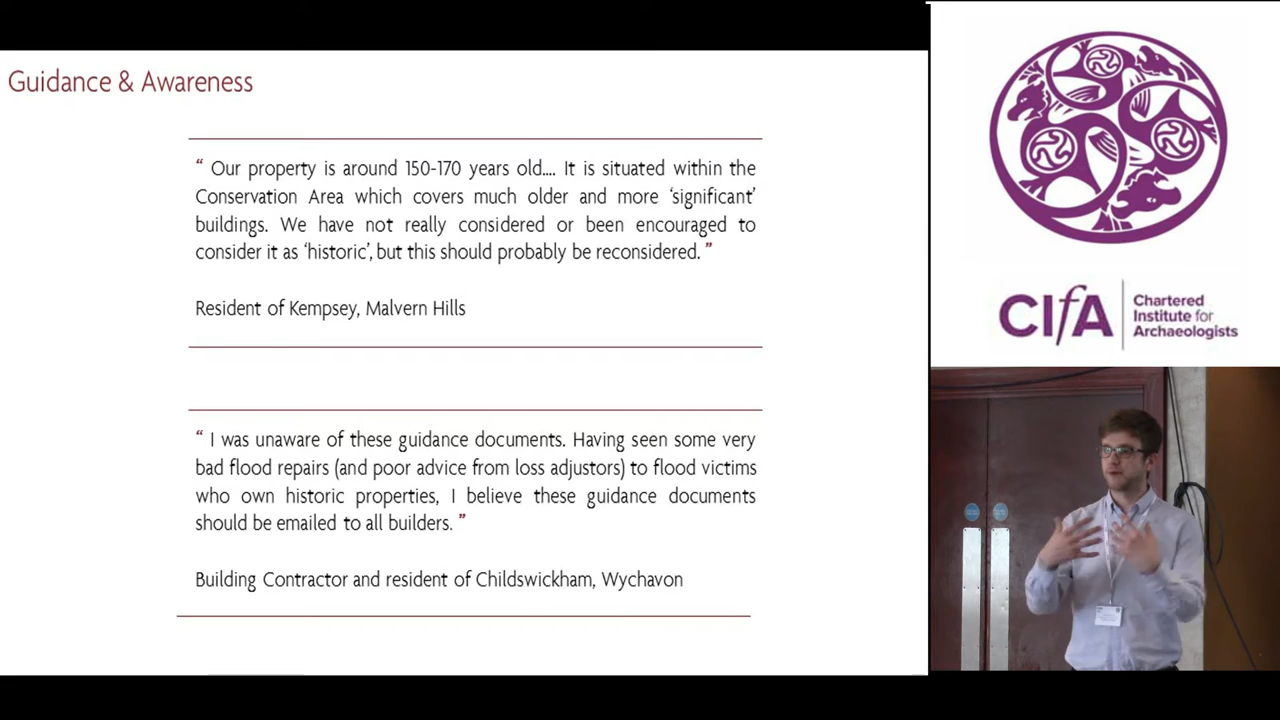 Guidance & Awareness
“ Our property is around 150-170 years old.... It is situated within the
Conservation Area which covers much older and more ‘significant’
buildings. We have not really considered or been encouraged to
consider it as ‘historic’, but this should probably be reconsidered. ”
Resident of Kempsey, Malvern Hills
“ I was unaware of these guidance documents. Having seen some very
bad flood repairs (and poor advice from loss adjustors) to flood victims
who own historic properties, I believe these guidance documents
should be emailed to all builders. ”
Building Contractor and resident of Childswickham, Wychavon
CIfA
Chartered
Institute for
Archaeologists